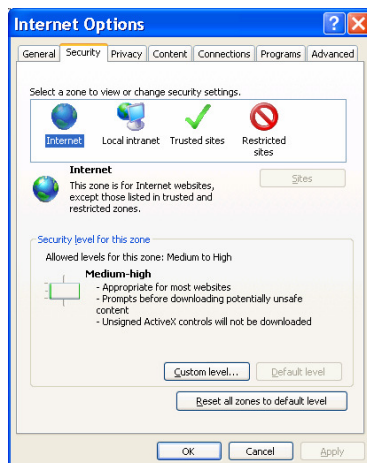 Internet Options
General Security Privacy Content Connections Programs Advanced
Select a zone to view or change security settings.
Internet Local intranet Trusted sites Restricted
sites
Internet
This zone is for Internet websites,
except those listed in trusted and
restricted zones.
Sites
Security level for this zone
Allowed levels for this zone: Medium to High
Medium-high
- Appropriate for most websites
- Prompts before downloading potentially unsafe
content
- Unsigned ActiveX controls will not be downloaded
Custom level... Default level
Reset all zones to default level
OK Cancel Apply